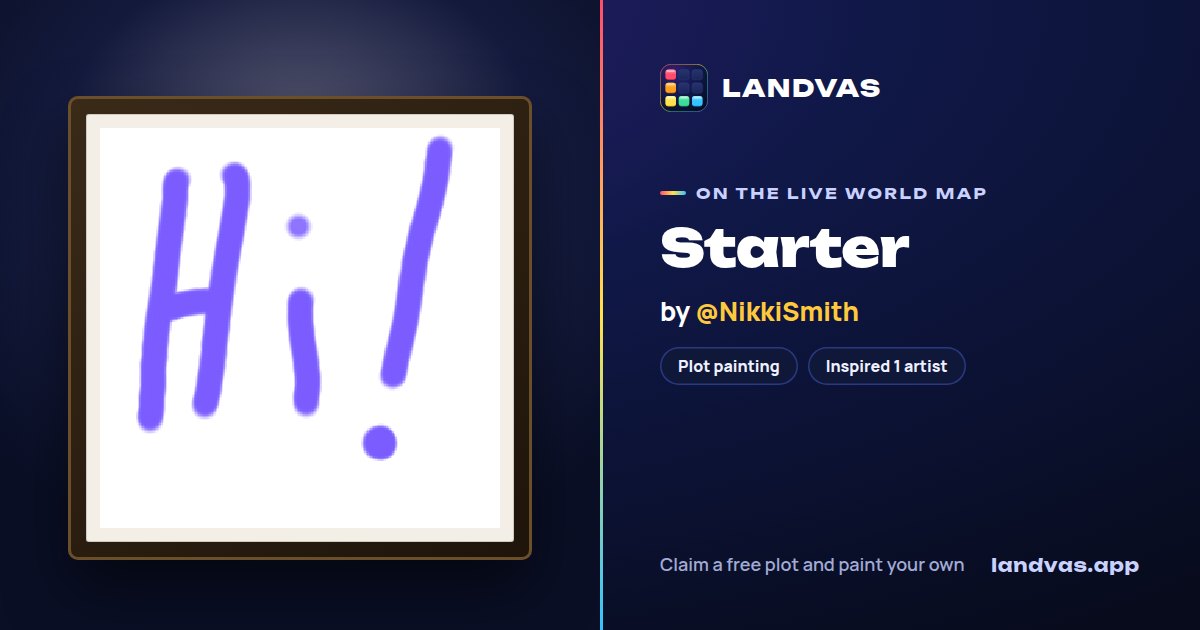 Hi!
LANDVAS
ON THE LIVE WORLD MAP
Starter
by @NikkiSmith
Plot painting
Inspired 1 artist
Claim a free plot and paint your own
landvas.app